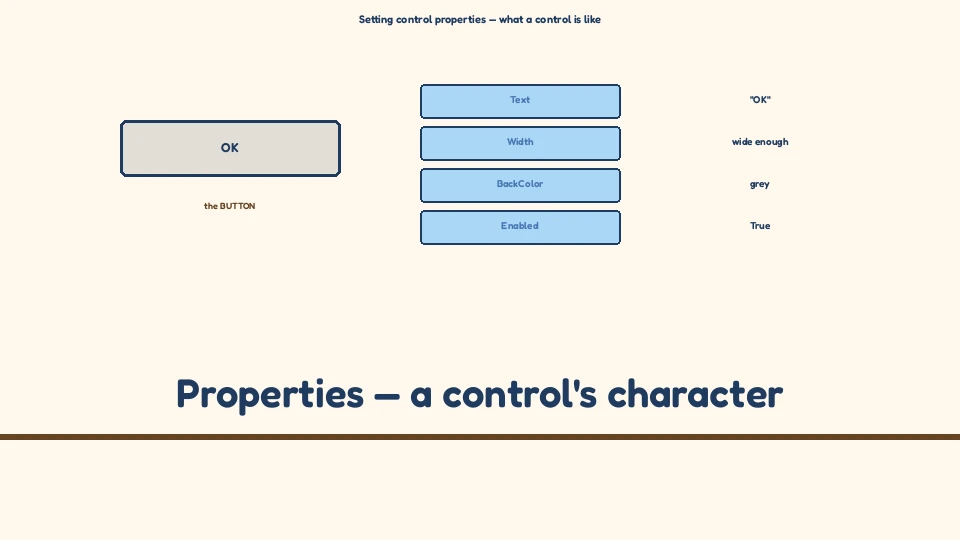 Setting control properties — what a control is like
OK
the BUTTON
Text "OK"
Width wide enough
BackColor grey
Enabled True
Properties — a control's character